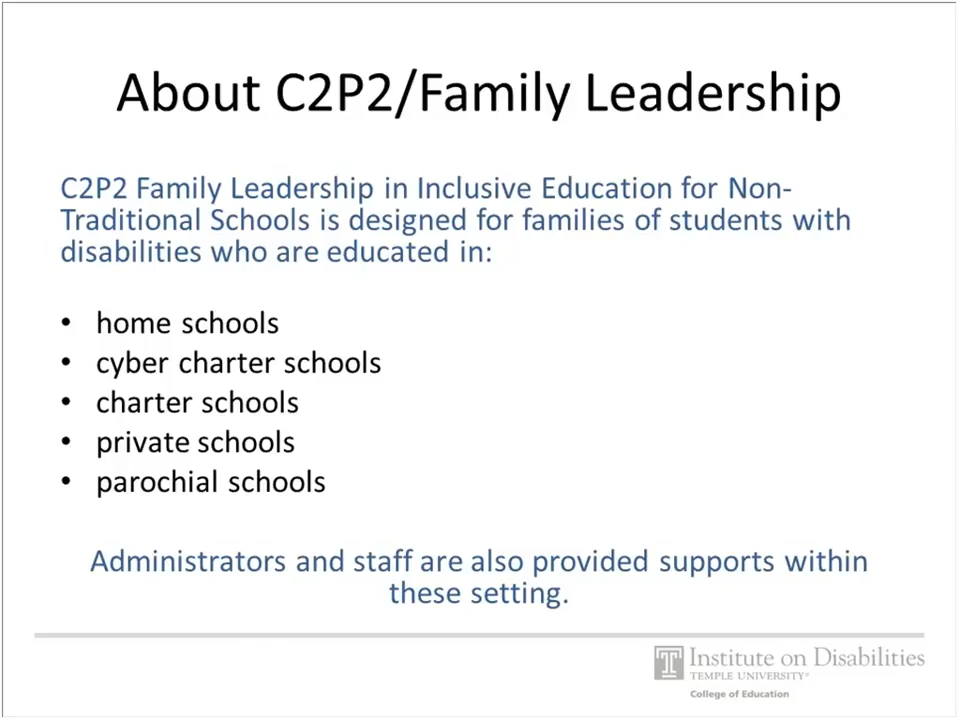 About C2P2/Family Leadership
C2P2 Family Leadership in Inclusive Education for Non-
Traditional Schools is designed for families of students with
disabilities who are educated in:
• home schools
• cyber charter schools
• charter schools
• private schools
• parochial schools
Administrators and staff are also provided supports within
these setting.
Institute on Disabilities
TEMPLE UNIVERSITY®
College of Education